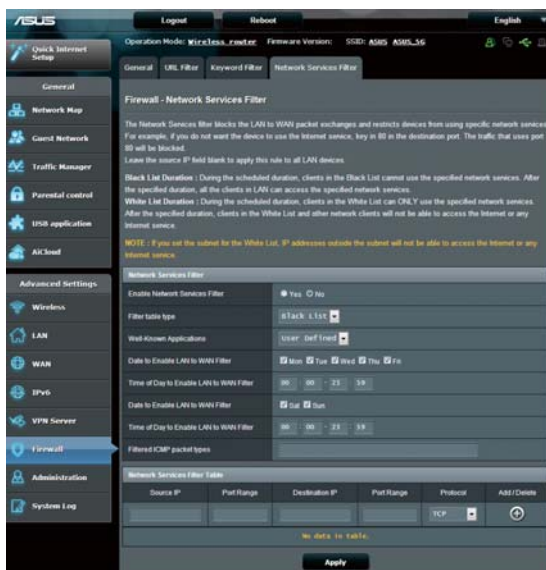 ASUS
Logout
Reboot
English
Quick Internet Setup
Operation Mode: Wireless router Firmware Version: SSID: ASUS ASUS_5G
General
URL Filter
Keyword Filter
Network Services Filter
General
Network Map
Guest Network
Traffic Manager
Parental control
USB application
AiCloud
Advanced Settings
Wireless
LAN
WAN
IPv6
VPN Server
Firewall
Administration
System Log
Firewall - Network Services Filter
The Network Services filter blocks the LAN to WAN packet exchanges and restricts devices from using specific network services.
For example, if you do not want the device to use the Internet service, key in 80 in the destination port. The traffic that uses port
80 will be blocked.
Leave the source IP field blank to apply this rule to all LAN devices.
Black List Duration : During the scheduled duration, clients in the Black List cannot use the specified network services. After
the specified duration, all the clients in LAN can access the specified network services.
White List Duration : During the scheduled duration, clients in the White List can ONLY use the specified network services.
After the specified duration, clients in the White List and other network clients will not be able to access the Internet or any
Internet service.
NOTE : If you set the subnet for the White List, IP addresses outside the subnet will not be able to access the Internet or any
Internet service.
Network Services Filter
Enable Network Services Filter Yes No
Filter table type Black List
Well-Known Applications User Defined
Date to Enable LAN to WAN Filter Mon Tue Wed Thu Fri
Time of Day to Enable LAN to WAN Filter 00 : 00 - 23 : 59
Date to Enable LAN to WAN Filter Sat Sun
Time of Day to Enable LAN to WAN Filter 00 : 00 - 23 : 59
Filtered ICMP packet types
Network Services Filter Table
Source IP Port Range Destination IP Port Range Protocol Add / Delete
TCP
No data in table.
Apply